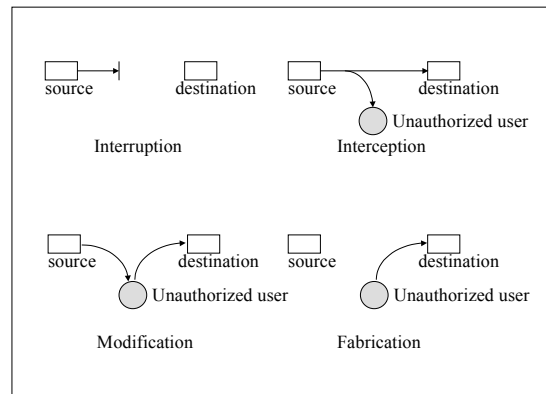 source
destination
source
destination
Unauthorized user
Interruption
Interception
source
destination
source
destination
Unauthorized user
Unauthorized user
Modification
Fabrication